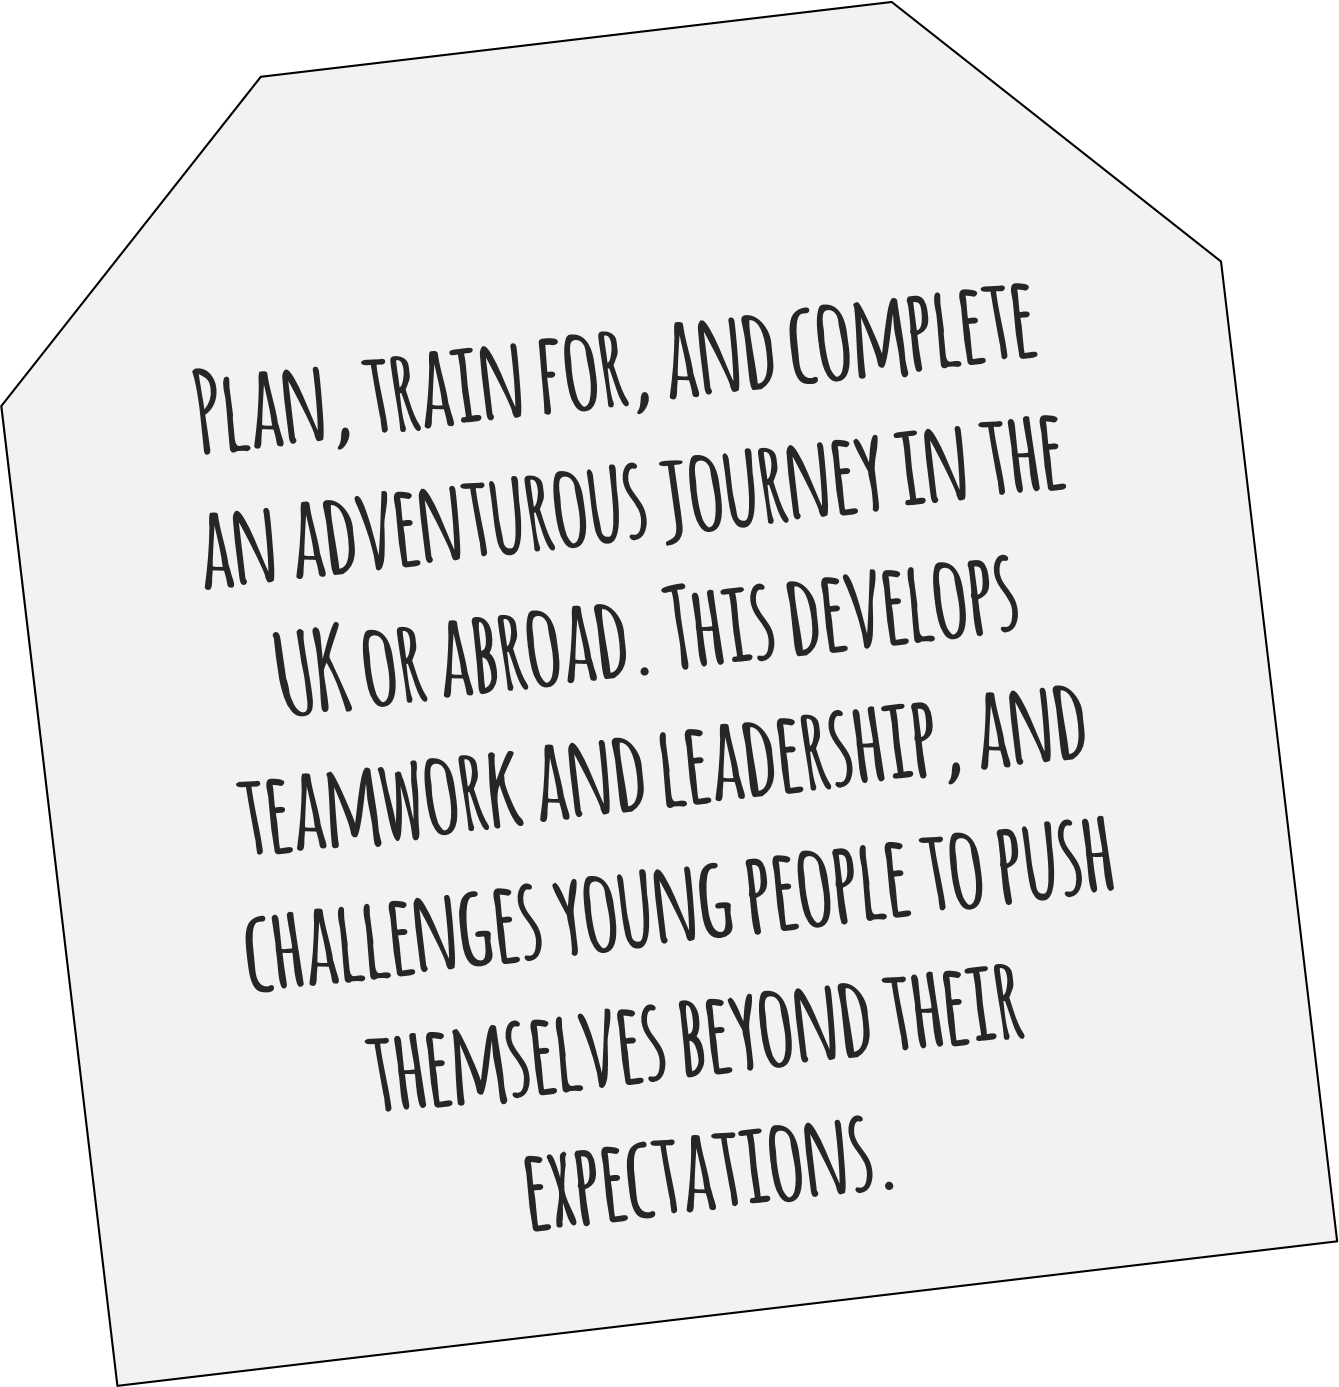 Plan, train for, and complete
an adventurous journey in the
UK or abroad. This develops
teamwork and leadership, and
challenges young people to push
themselves beyond their
expectations.